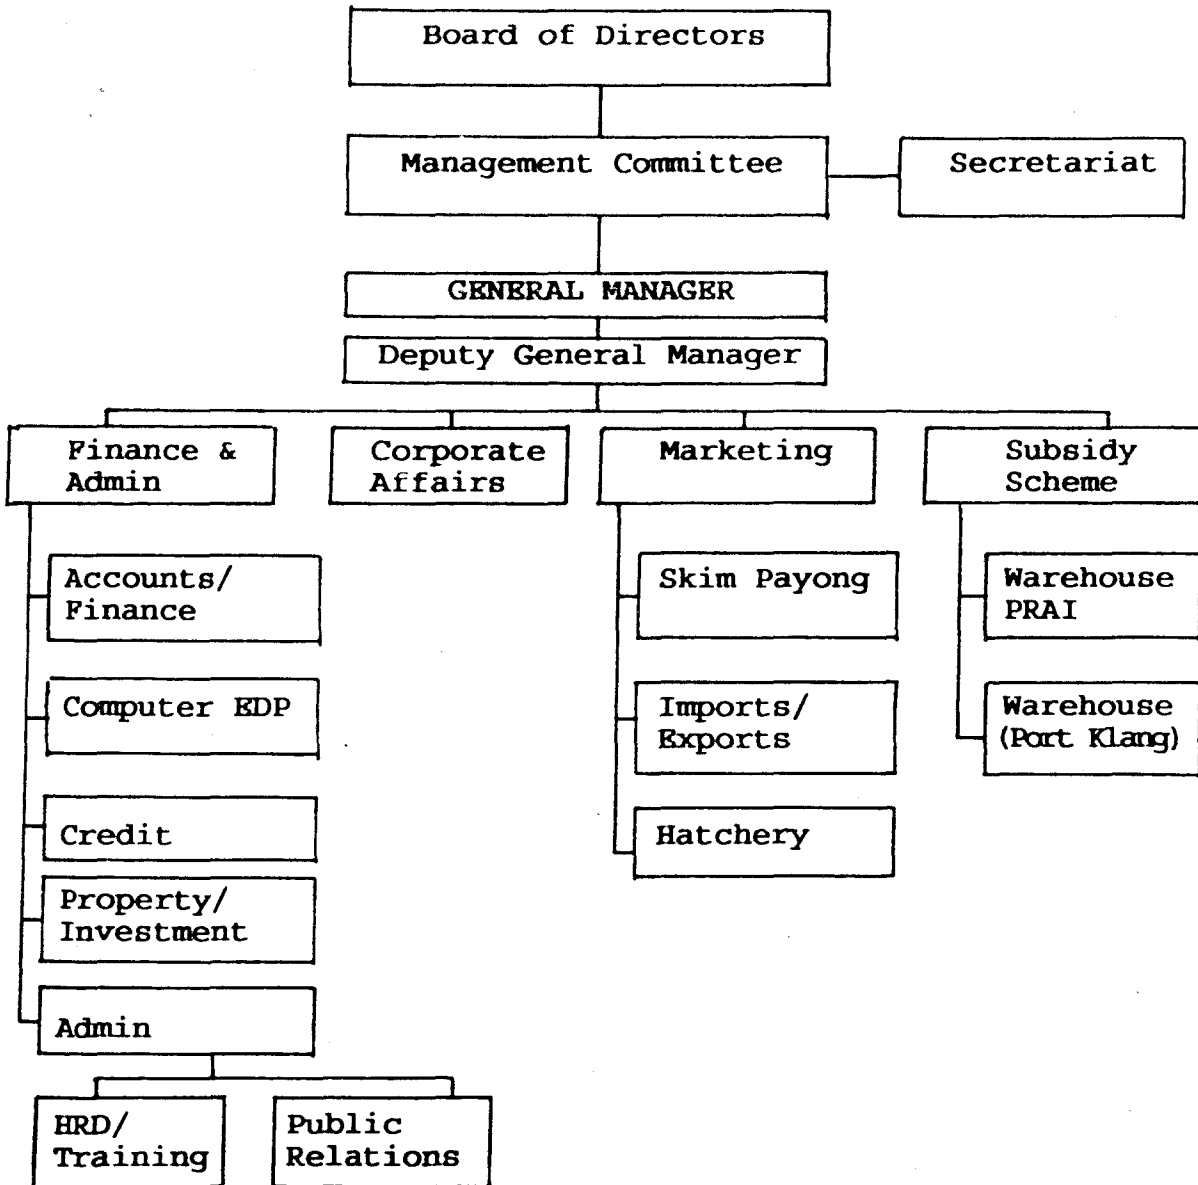 Board of Directors
Management Committee
Secretariat
GENERAL MANAGER
Deputy General Manager
Finance &
Admin
Corporate
Affairs
Marketing
Subsidy
Scheme
Accounts/
Finance
Computer EDP
Credit
Property/
Investment
Admin
HRD/
Training
Public
Relations
Skim Payong
Imports/
Exports
Hatchery
Warehouse
PRAI
Warehouse
(Port Klang)